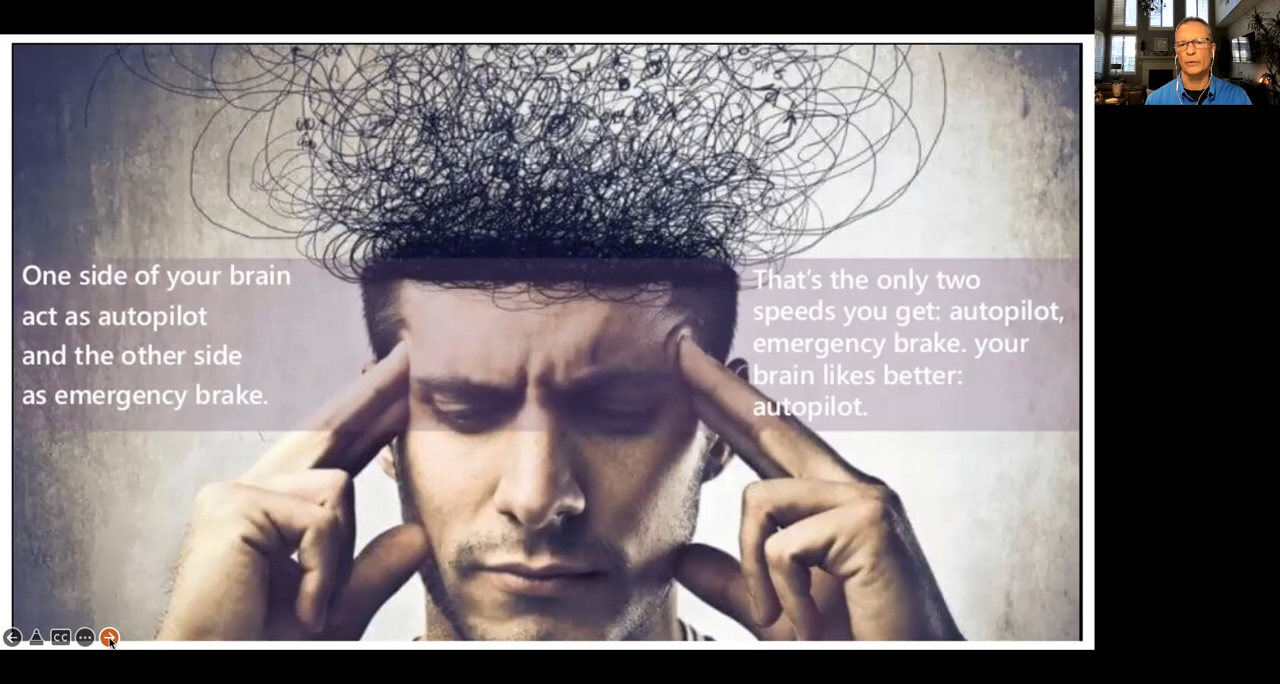 One side of your brain
act as autopilot
and the other side
as emergency brake.
That's the only two
speeds you get: autopilot,
emergency brake. your
brain likes better:
autopilot.
CC